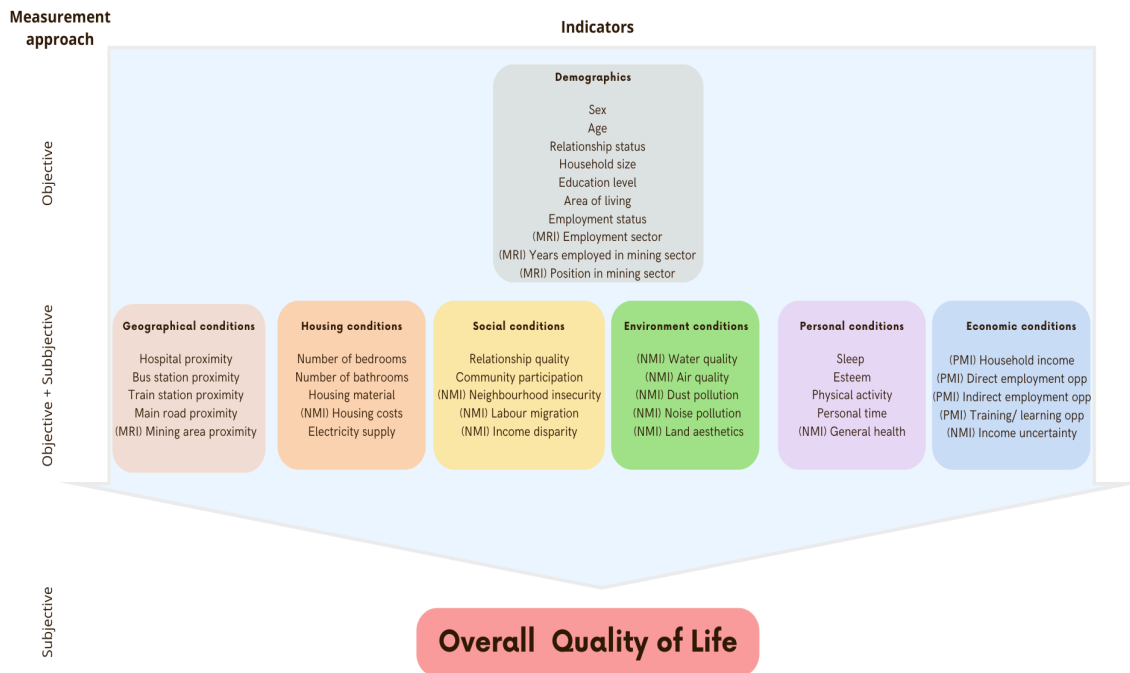 Measurement
approach
Indicators
Objective
Demographics
Sex
Age
Relationship status
Household size
Education level
Area of living
Employment status
(MRI) Employment sector
(MRI) Years employed in mining sector
(MRI) Position in mining sector
Objective + Subbjective
Geographical conditions
Hospital proximity
Bus station proximity
Train station proximity
Main road proximity
(MRI) Mining area proximity
Housing conditions
Number of bedrooms
Number of bathrooms
Housing material
(NMI) Housing costs
Electricity supply
Social conditions
Relationship quality
Community participation
(NMI) Neighbourhood insecurity
(NMI) Labour migration
(NMI) Income disparity
Environment conditions
(NMI) Water quality
(NMI) Air quality
(NMI) Dust pollution
(NMI) Noise pollution
(NMI) Land aesthetics
Personal conditions
Sleep
Esteem
Physical activity
Personal time
(NMI) General health
Economic conditions
(PMI) Household income
(PMI) Direct employment opp
(PMI) Indirect employment opp
(PMI) Training/ learning opp
(NMI) Income uncertainty
Subjective
Overall Quality of Life